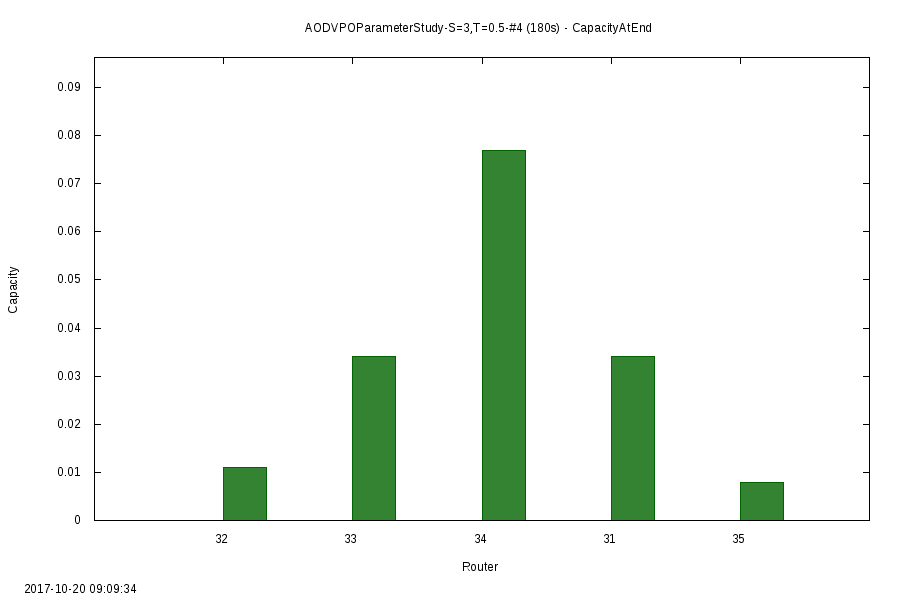 AODVPOParameterStudy-S=3,T=0.5-#4 (180s) - CapacityAtEnd
0.09
0.08
0.07
0.06
0.05
0.04
0.03
0.02
0.01
0
Capacity
32 33 34 31 35
Router
2017-10-20 09:09:34